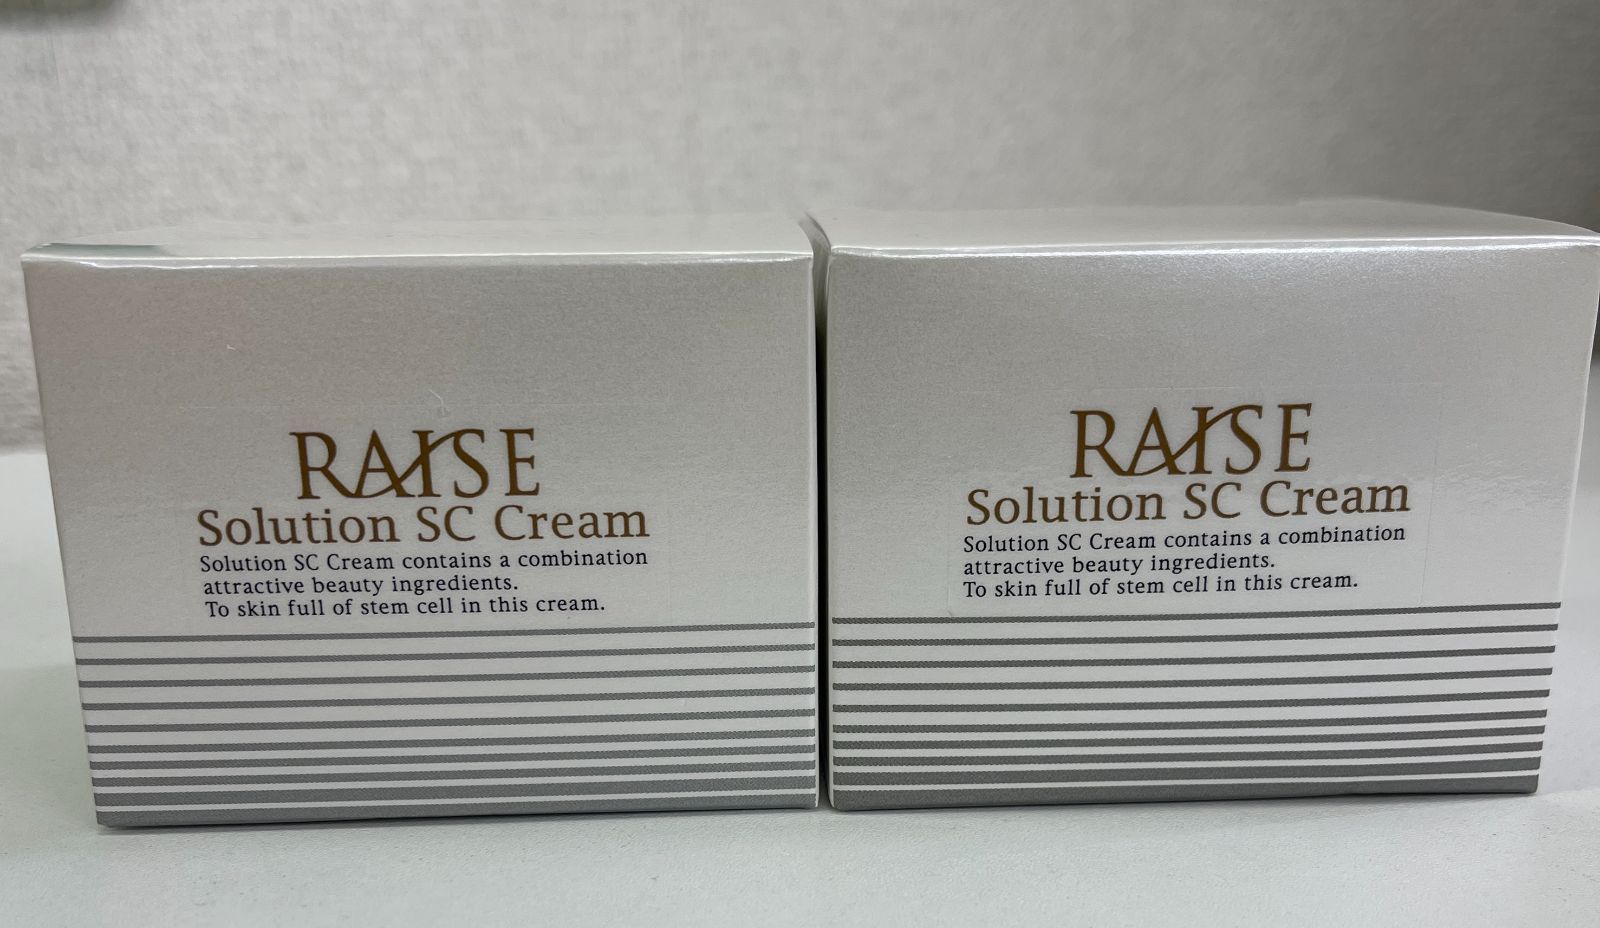 RAISE
Solution SC Cream
Solution SC Cream contains a combination
attractive beauty ingredients.
To skin full of stem cell in this cream.
RAISE
Solution SC Cream
Solution SC Cream contains a combination
attractive beauty ingredients.
To skin full of stem cell in this cream.